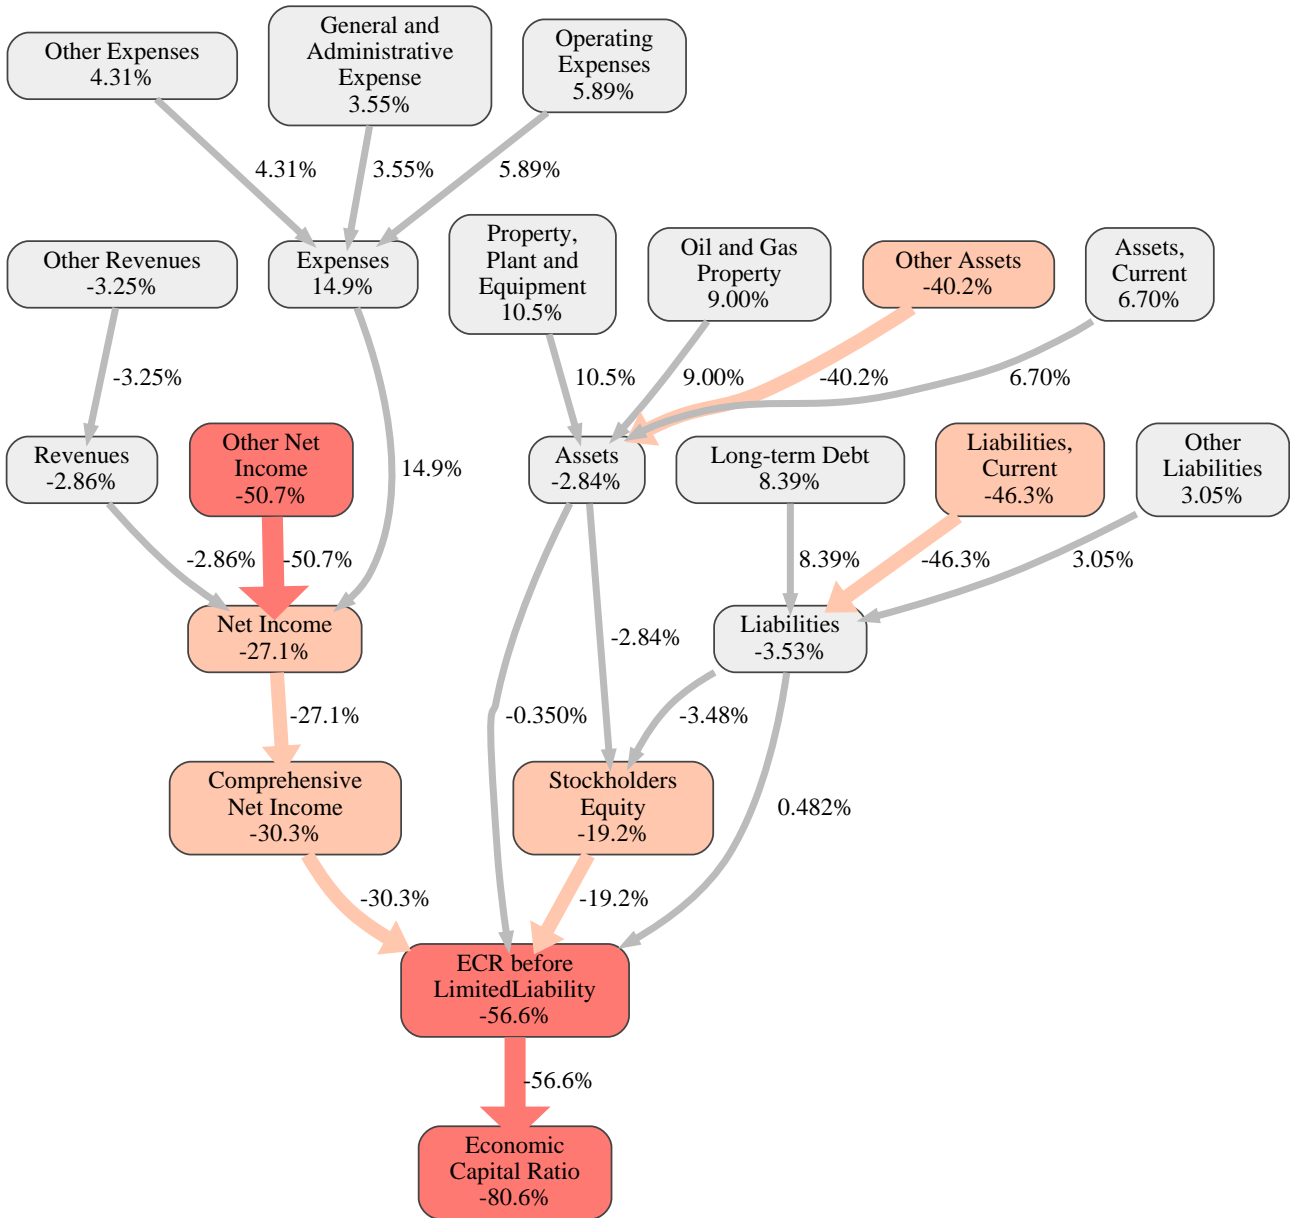 Other Expenses
4.31%
General and
Administrative
Expense
3.55%
Operating
Expenses
5.89%
4.31%
3.55%
5.89%
Other Revenues
-3.25%
Expenses
14.9%
Property,
Plant and
Equipment
10.5%
Oil and Gas
Property
9.00%
Other Assets
-40.2%
Assets,
Current
6.70%
-3.25%
10.5%
9.00%
-40.2%
6.70%
Revenues
-2.86%
Other Net
Income
-50.7%
14.9%
Assets
-2.84%
Long-term Debt
8.39%
Liabilities,
Current
-46.3%
Other
Liabilities
3.05%
-2.86%
-50.7%
8.39%
-46.3%
3.05%
Net Income
-27.1%
-2.84%
Liabilities
-3.53%
-27.1%
-0.350%
-3.48%
Comprehensive
Net Income
-30.3%
Stockholders
Equity
-19.2%
0.482%
-30.3%
-19.2%
ECR before
LimitedLiability
-56.6%
-56.6%
Economic
Capital Ratio
-80.6%